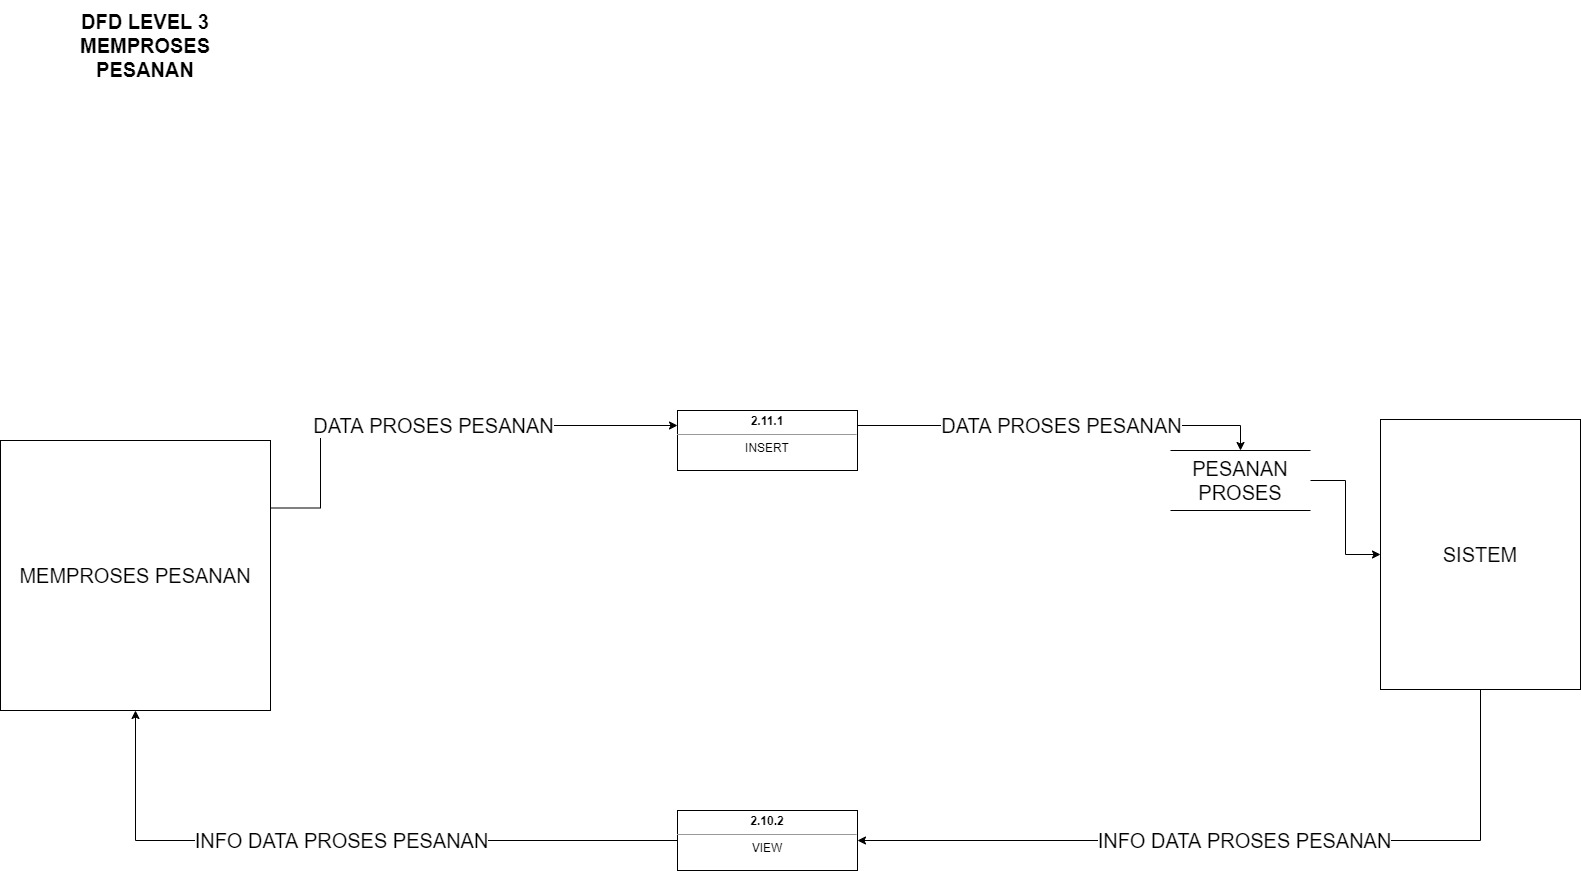 DFD LEVEL 3
MEMPROSES
PESANAN
DATA PROSES PESANAN
2.11.1
INSERT
DATA PROSES PESANAN
PESANAN
PROSES
MEMPROSES PESANAN
SISTEM
INFO DATA PROSES PESANAN
2.10.2
VIEW
INFO DATA PROSES PESANAN